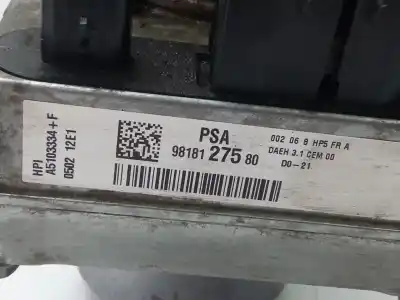 HPI
A5103334+F
0502 12E1
PSA
98181 275 80
002 06 8 HP5 FR A
DAEH 3.1 CEM 00
D0-21